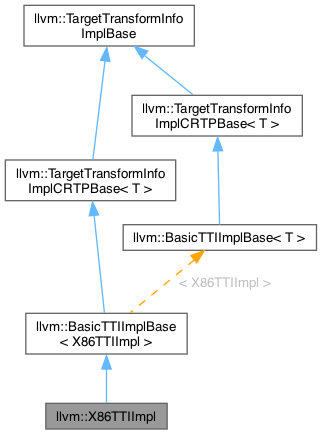 llvm::TargetTransformInfo
ImplBase
llvm::TargetTransformInfo
ImplCRTPBase< T >
llvm::TargetTransformInfo
ImplCRTPBase< T >
llvm::BasicTTIImplBase< T >
< X86TTIImpl >
llvm::BasicTTIImplBase
< X86TTIImpl >
llvm::X86TTIImpl